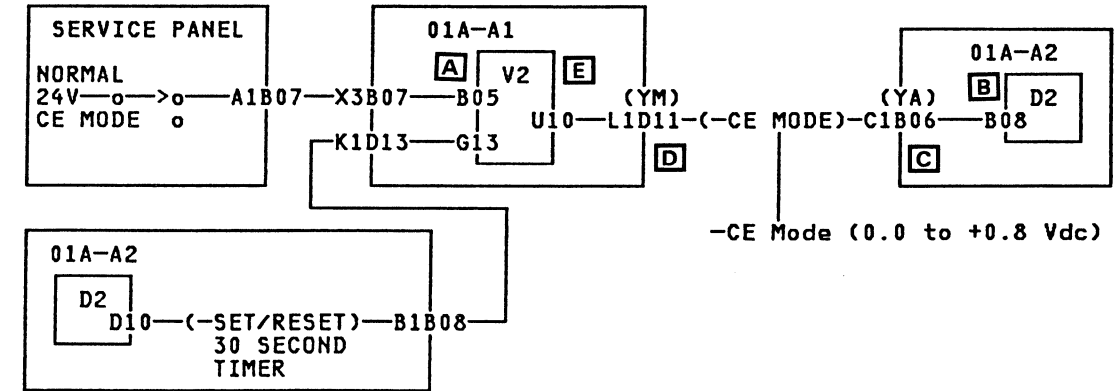 SERVICE PANEL
01A-A1
01A-A2
A V2 E
B D2
NORMAL
24V—o—>o—A1B07—X3B07—B05
(YM)
(YA)
CE MODE o
U10—L1D11—(-CE MODE)—C1B06—B08
K1D13—G13
D
C
-CE Mode (0.0 to +0.8 Vdc)
01A-A2
D2
D10—(-SET/RESET)—B1B08
30 SECOND
TIMER